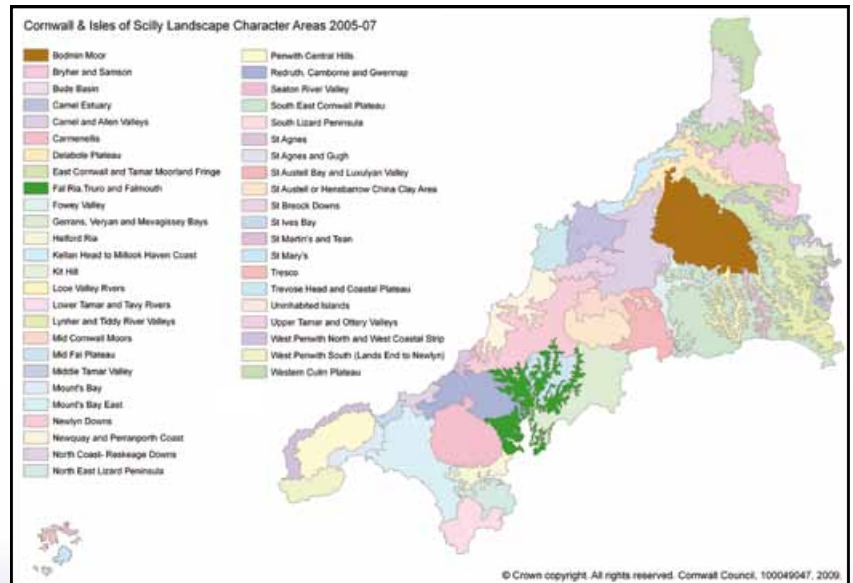 Cornwall & Isles of Scilly Landscape Character Areas 2005-07
Bodmin Moor
Bryher and Samson
Bude Basin
Camel Estuary
Camel and Allen Valleys
Carnmenellis
Delabole Plateau
East Cornwall and Tamar Moorland Fringe
Fal Ria, Truro and Falmouth
Fowey Valley
Gerrans, Veryan and Mevagissey Bays
Helford Ria
Kellan Head to Millook Haven Coast
Kit Hill
Looe Valley Rivers
Lower Tamar and Tavy Rivers
Lynher and Tiddy River Valleys
Mid Cornwall Moors
Mid Fal Plateau
Middle Tamar Valley
Mount's Bay
Mount's Bay East
Newlyn Downs
Newquay and Perranporth Coast
North Coast- Reskeage Downs
North East Lizard Peninsula
Penwith Central Hills
Redruth, Camborne and Gwennap
Seaton River Valley
South East Cornwall Plateau
South Lizard Peninsula
St Agnes
St Agnes and Gugh
St Austell Bay and Luxulyan Valley
St Austell or Hensbarrow China Clay Area
St Breock Downs
St Ives Bay
St Martin's and Tean
St Mary's
Tresco
Trevose Head and Coastal Plateau
Uninhabited Islands
Upper Tamar and Ottery Valleys
West Penwith North and West Coastal Strip
West Penwith South (Lands End to Newlyn)
Western Culm Plateau
© Crown copyright. All rights reserved. Cornwall Council, 100049047, 2009.